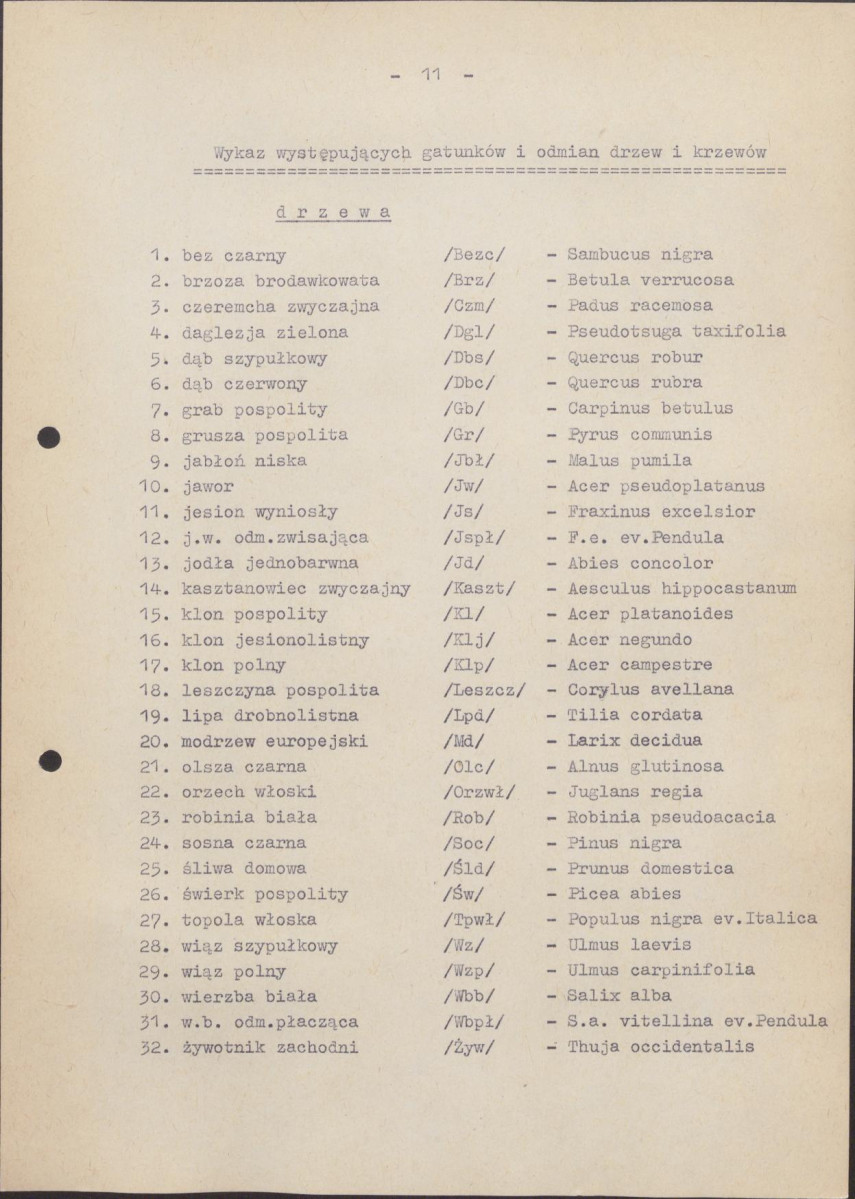 - 11 -
Wykaz występujących gatunków i odmian drzew i krzewów
=========================================================
d r z e w a
1. bez czarny /Bezc/ - Sambucus nigra
2. brzoza brodawkowata /Brz/ - Betula verrucosa
3. czeremcha zwyczajna /Czm/ - Padus racemosa
4. daglezja zielona /Dgl/ - Pseudotsuga taxifolia
5. dąb szypułkowy /Dbs/ - Quercus robur
6. dąb czerwony /Dbc/ - Quercus rubra
7. grab pospolity /Gb/ - Carpinus betulus
8. grusza pospolita /Gr/ - Pyrus communis
9. jabłoń niska /Jbł/ - Malus pumila
10. jawor /Jw/ - Acer pseudoplatanus
11. jesion wyniosły /Js/ - Fraxinus excelsior
12. j.w. odm.zwisająca /Jspł/ - F.e. ev.Pendula
13. jodła jednobarwna /Jd/ - Abies concolor
14. kasztanowiec zwyczajny /Kaszt/ - Aesculus hippocastanum
15. klon pospolity /Kl/ - Acer platanoides
16. klon jesionolistny /Klj/ - Acer negundo
17. klon polny /Klp/ - Acer campestre
18. leszczyna pospolita /Leszcz/ - Corylus avellana
19. lipa drobnolistna /Lpd/ - Tilia cordata
20. modrzew europejski /Md/ - Larix decidua
21. olsza czarna /Olc/ - Alnus glutinosa
22. orzech włoski /Orzwł/ - Juglans regia
23. robinia biała /Rob/ - Robinia pseudoacacia
24. sosna czarna /Soc/ - Pinus nigra
25. śliwa domowa /Śld/ - Prunus domestica
26. świerk pospolity /Św/ - Picea abies
27. topola włoska /Tpwł/ - Populus nigra ev.Italica
28. wiąz szypułkowy /Wz/ - Ulmus laevis
29. wiąz polny /Wzp/ - Ulmus carpinifolia
30. wierzba biała /Wbb/ - Salix alba
31. w.b. odm.płacząca /Wbpł/ - S.a. vitellina ev.Pendula
32. żywotnik zachodni /Żyw/ - Thuja occidentalis